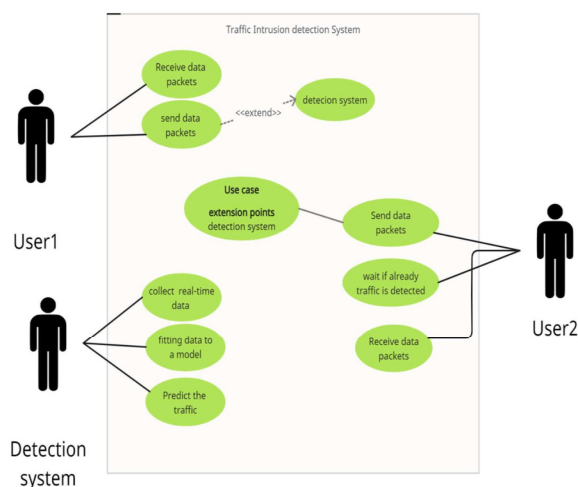 Traffic Intrusion detection System
Receive data
packets
<<extend>>
detecion system
send data
packets
User1
Use case
extension points
detection system
Send data
packets
wait if already
traffic is detected
Receive data
packets
User2
collect real-time
data
fitting data to
a model
Predict the
traffic
Detection
system